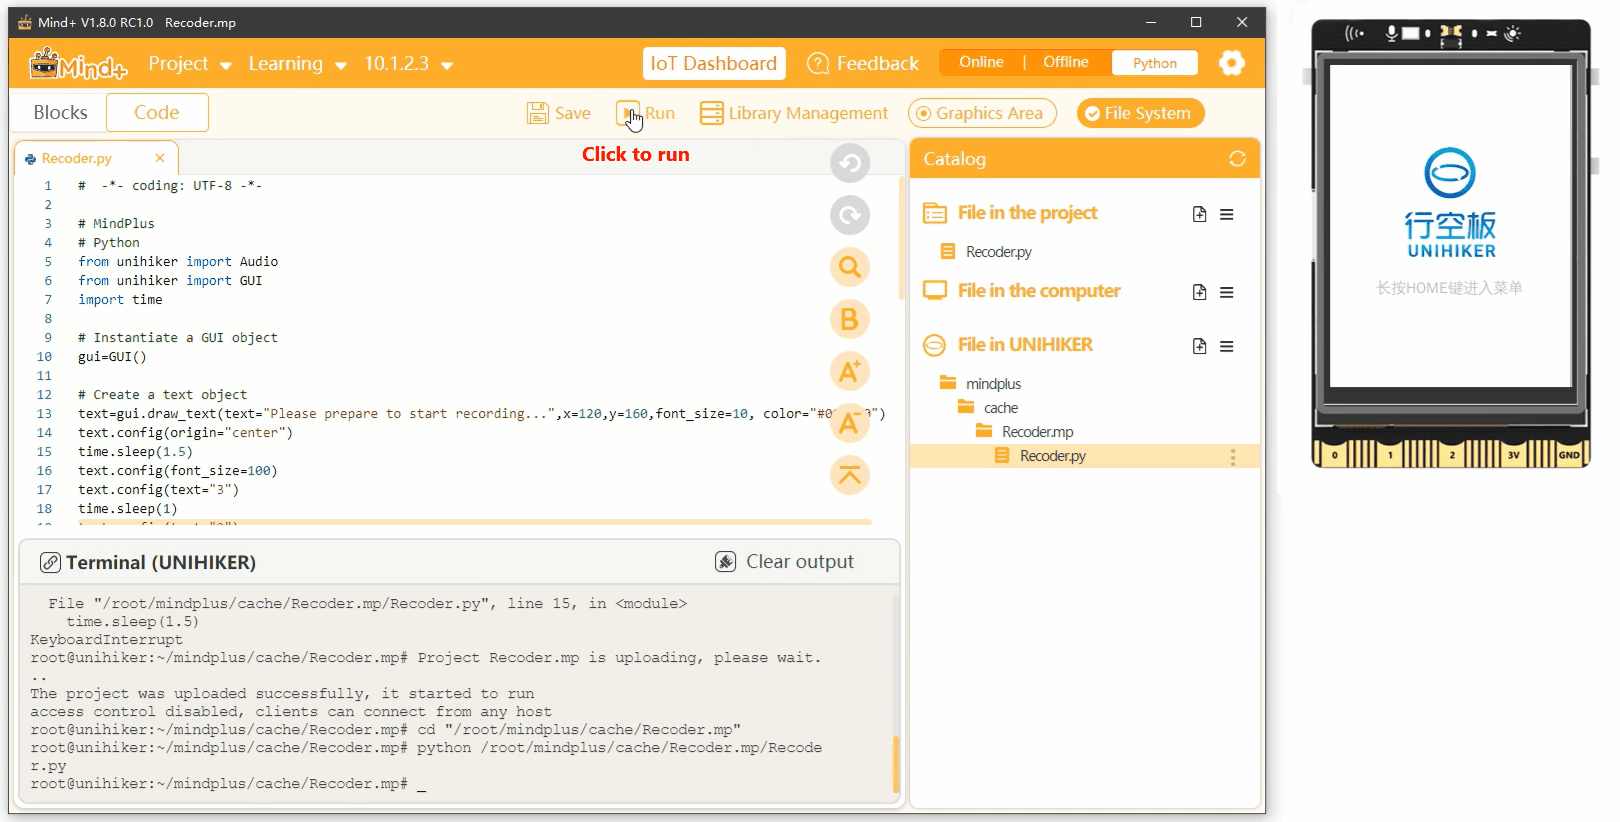 Mind+ V1.8.0 RC1.0 Recoder.mp
Mind+ Project Learning 10.1.2.3 IoT Dashboard Feedback Online | Offline Python
Blocks Code Save Run Library Management Graphics Area File System
Click to run
Recoder.py
1 # -*- coding: UTF-8 -*-
2
3 # MindPlus
4 # Python
5 from unihiker import Audio
6 from unihiker import GUI
7 import time
8
9 # Instantiate a GUI object
10 gui=GUI()
11
12 # Create a text object
13 text=gui.draw_text(text="Please prepare to start recording...",x=120,y=160,font_size=10, color="#0
14 text.config(origin="center")
15 time.sleep(1.5)
16 text.config(font_size=100)
17 text.config(text="3")
18 time.sleep(1)
B
A+
A-
Terminal (UNIHIKER) Clear output
File "/root/mindplus/cache/Recoder.mp/Recoder.py", line 15, in <module>
time.sleep(1.5)
KeyboardInterrupt
root@unihiker:~/mindplus/cache/Recoder.mp# Project Recoder.mp is uploading, please wait.
..
The project was uploaded successfully, it started to run
access control disabled, clients can connect from any host
root@unihiker:~/mindplus/cache/Recoder.mp# cd "/root/mindplus/cache/Recoder.mp"
root@unihiker:~/mindplus/cache/Recoder.mp# python /root/mindplus/cache/Recoder.mp/Recode
r.py
root@unihiker:~/mindplus/cache/Recoder.mp# _
Catalog
File in the project
Recoder.py
File in the computer
File in UNIHIKER
mindplus
cache
Recoder.mp
Recoder.py
行空板
UNIHIKER
长按HOME键进入菜单
0 1 2 3V GND